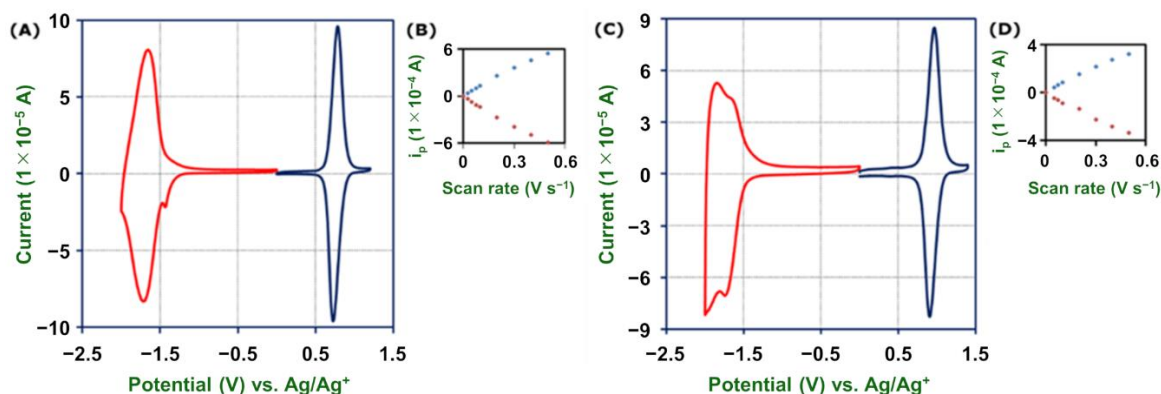 (A)
10
5
0
−5
−10
−2.5 −1.5 −0.5 0.5 1.5
Current (1 × 10⁻⁵ A)
Potential (V) vs. Ag/Ag⁺
(B)
6
0
−6
0 0.3 0.6
iₚ (1 × 10⁻⁴ A)
Scan rate (V s⁻¹)
(C)
9
6
3
0
−3
−6
−9
−2.5 −1.5 −0.5 0.5 1.5
Current (1 × 10⁻⁵ A)
Potential (V) vs. Ag/Ag⁺
(D)
4
0
−4
0 0.3 0.6
iₚ (1 × 10⁻⁴ A)
Scan rate (V s⁻¹)